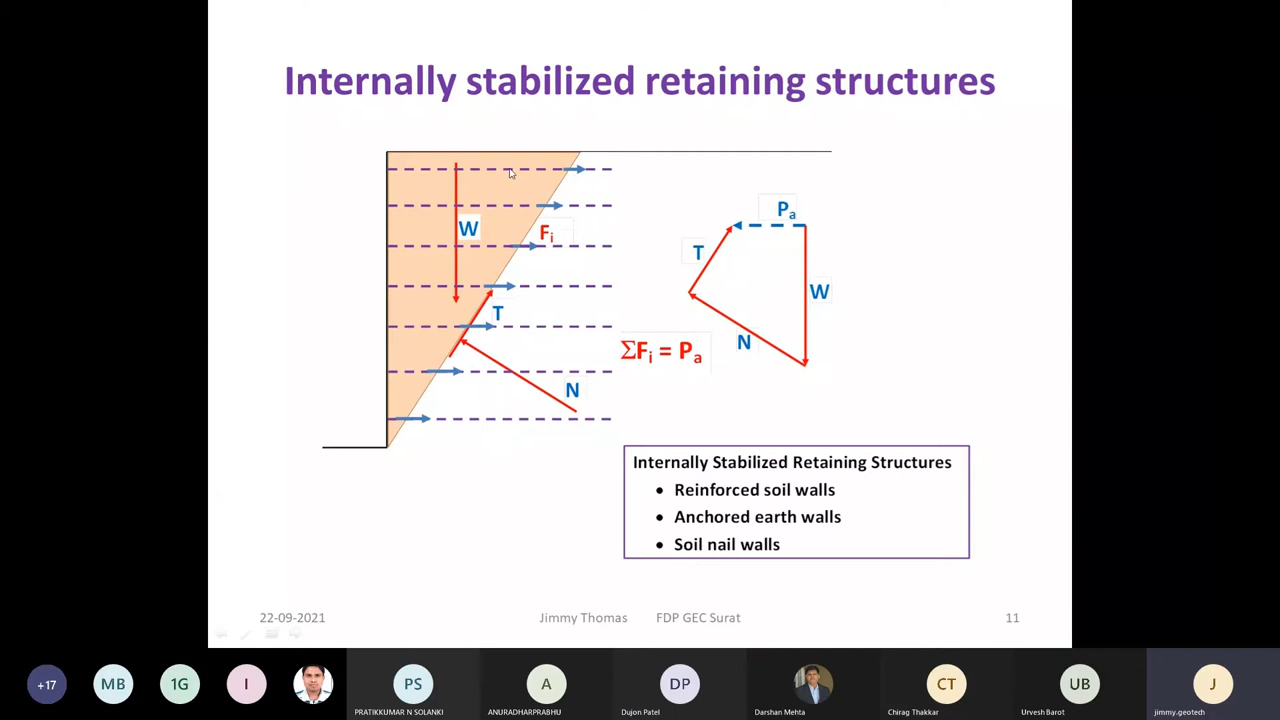 Internally stabilized retaining structures
W
Fi
T
N
Pa
T
W
N
ΣFi = Pa
Internally Stabilized Retaining Structures
• Reinforced soil walls
• Anchored earth walls
• Soil nail walls
22-09-2021
Jimmy Thomas
FDP GEC Surat
11
+17
MB
1G
I
PS
A
DP
CT
UB
J
PRATIKKUMAR N SOLANKI
ANURADHARPRABHU
Dujon Patel
Darshan Mehta
Chirag Thakkar
Urvesh Barot
jimmy.geotech